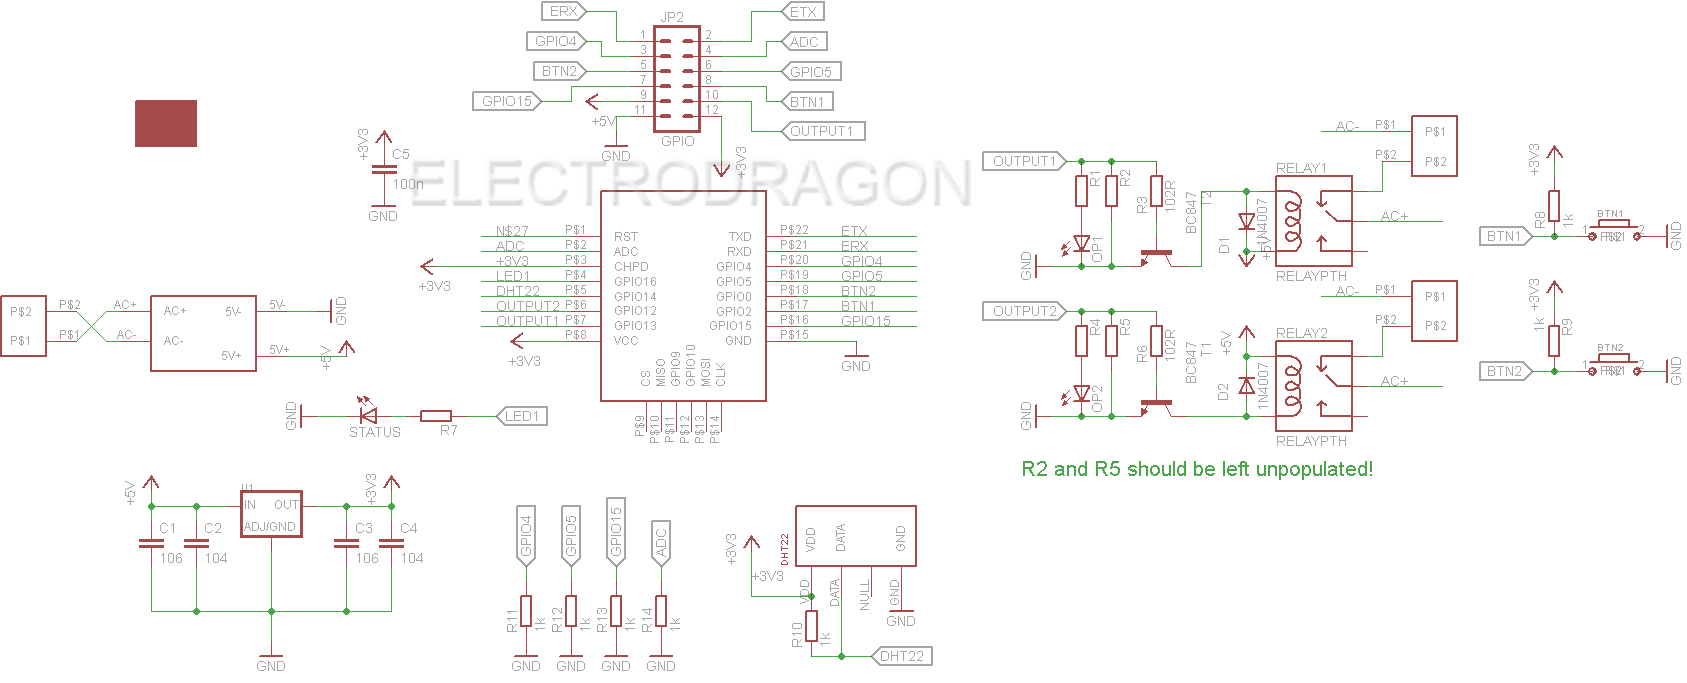 ERX
JP2
ETX
1 2
GPIO4
ADC
3 4
BTN2
5 6
GPIO5
7 8
GPIO15
9 10
BTN1
+5V
11 12
OUTPUT1
GND
GPIO
+3V3
+3V3
C5
100n
GND
ELECTRODRAGON
N$27 P$1 RST
ADC P$2 ADC
+3V3 P$3 CHPD
LED1 P$4 GPIO16
DHT22 P$5 GPIO14
OUTPUT2 P$6 GPIO12
OUTPUT1 P$7 GPIO13
P$8 VCC
+3V3
+3V3
TXD P$22 ETX
RXD P$21 ERX
GPIO4 P$20 GPIO4
GPIO5 P$19 GPIO5
GPIO0 P$18 BTN2
GPIO2 P$17 BTN1
GPIO15 P$16 GPIO15
GND P$15
GND
CS MISO GPIO9 GPIO10 MOSI CLK
P$9 P$10 P$11 P$12 P$13 P$14
P$2
P$1
P$2
P$1
AC+
AC-
AC+
AC-
5V-
5V+
5V-
5V+
GND
+5V
GND
STATUS
R7
LED1
+5V
U1
IN OUT
ADJ/GND
+3V3
C1
106
C2
104
C3
106
C4
104
GND
GPIO4
GPIO5
GPIO15
ADC
R11 1k
R12 1k
R13 1k
R14 1k
GND GND GND GND
+3V3
+3V3
DHT22
VDD
DATA
GND
VDD
DATA
NULL
GND
GND
R10 1k
DHT22
OUTPUT1
R1
R2
R3
102R
BC847
T2
OP1
GND
D1
1N4007
+5V
RELAY1
RELAYPTH
AC- P$1
P$2
P$1
P$2
AC+
OUTPUT2
R4
R5
R6
102R
BC847
T1
OP2
GND
+5V
D2
1N4007
RELAY2
RELAYPTH
AC- P$1
P$2
P$1
P$2
AC+
R2 and R5 should be left unpopulated!
+3V3
R8
1k
BTN1
BTN1
1 2
GND
+3V3
1k
R9
BTN2
BTN2
1 2
GND